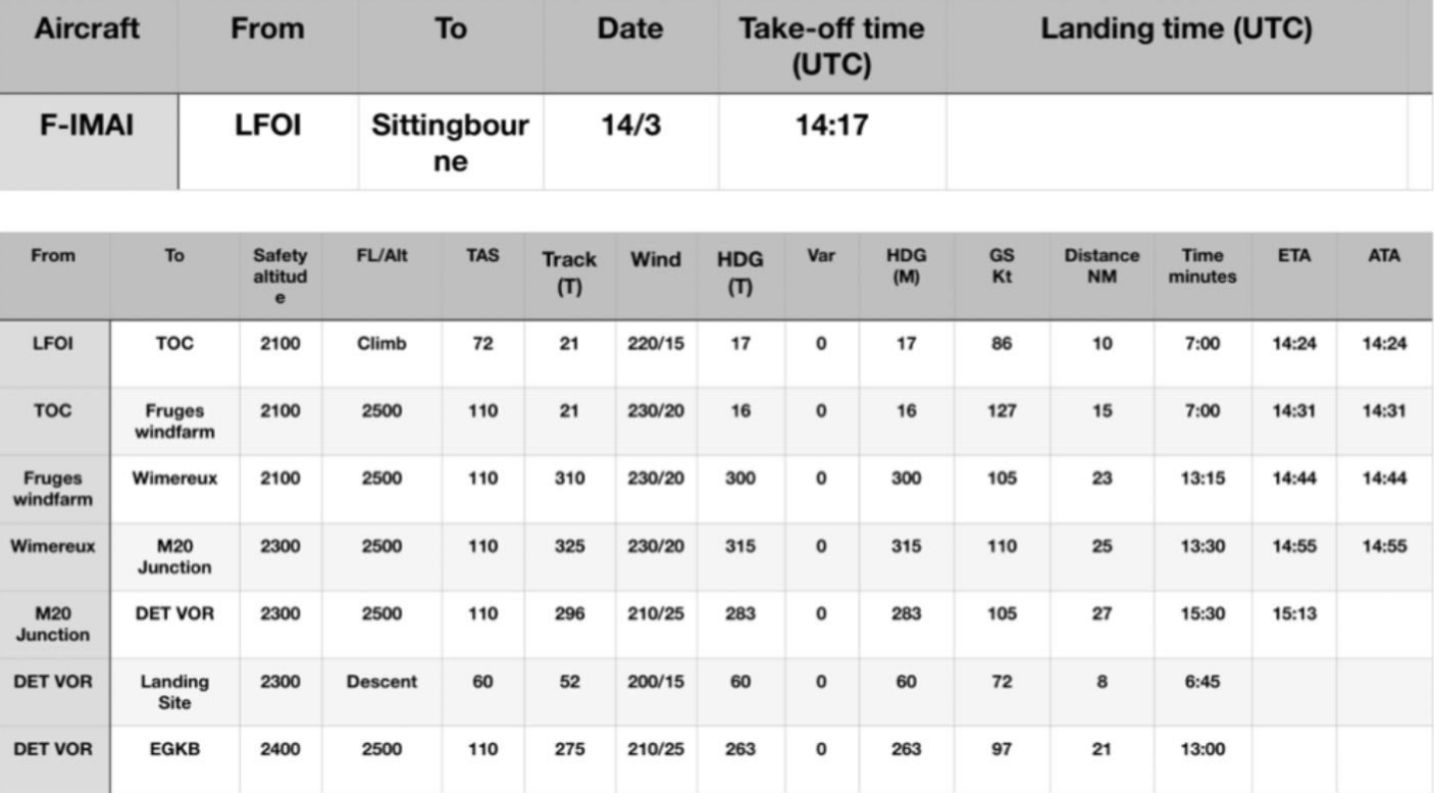 Aircraft From To Date Take-off time (UTC) Landing time (UTC)
F-IMAI LFOI Sittingbour
ne 14/3 14:17
From To Safety
altitud
e FL/Alt TAS Track
(T) Wind HDG
(T) Var HDG
(M) GS
Kt Distance
NM Time
minutes ETA ATA
LFOI TOC 2100 Climb 72 21 220/15 17 0 17 86 10 7:00 14:24 14:24
TOC Fruges
windfarm 2100 2500 110 21 230/20 16 0 16 127 15 7:00 14:31 14:31
Fruges
windfarm Wimereux 2100 2500 110 310 230/20 300 0 300 105 23 13:15 14:44 14:44
Wimereux M20
Junction 2300 2500 110 325 230/20 315 0 315 110 25 13:30 14:55 14:55
M20
Junction DET VOR 2300 2500 110 296 210/25 283 0 283 105 27 15:30 15:13
DET VOR Landing
Site 2300 Descent 60 52 200/15 60 0 60 72 8 6:45
DET VOR EGKB 2400 2500 110 275 210/25 263 0 263 97 21 13:00